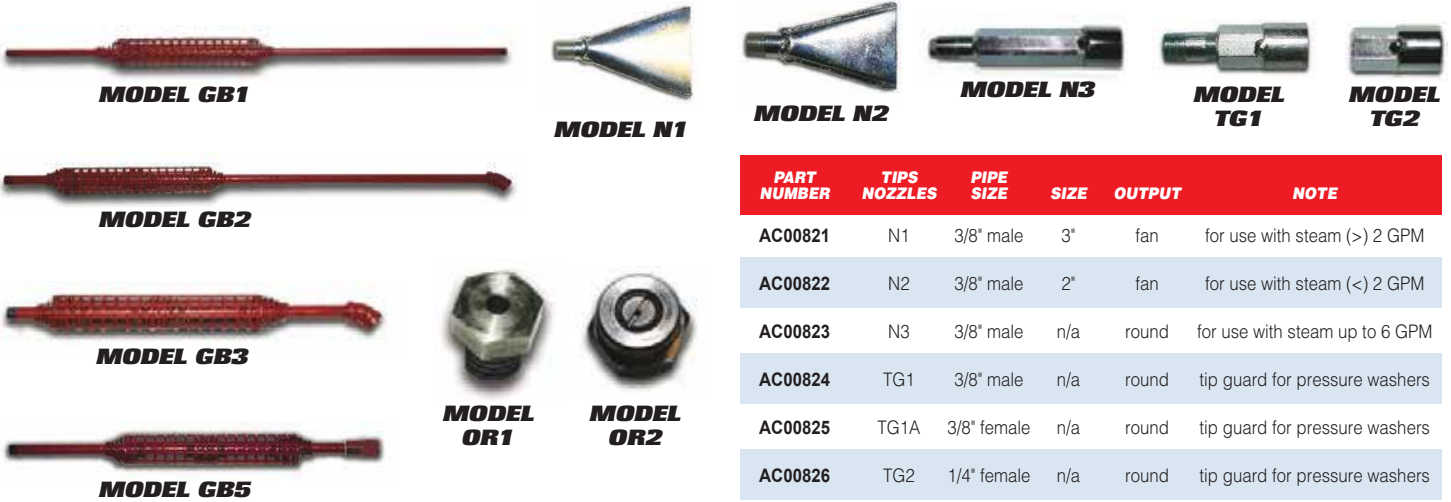 MODEL GB1
MODEL N1
MODEL N2
MODEL N3
MODEL
TG1
MODEL
TG2
MODEL GB2
MODEL GB3
MODEL
OR1
MODEL
OR2
MODEL GB5
PART NUMBER TIPS NOZZLES PIPE SIZE SIZE OUTPUT NOTE
AC00821 N1 3/8" male 3" fan for use with steam (>) 2 GPM
AC00822 N2 3/8" male 2" fan for use with steam (<) 2 GPM
AC00823 N3 3/8" male n/a round for use with steam up to 6 GPM
AC00824 TG1 3/8" male n/a round tip guard for pressure washers
AC00825 TG1A 3/8" female n/a round tip guard for pressure washers
AC00826 TG2 1/4" female n/a round tip guard for pressure washers